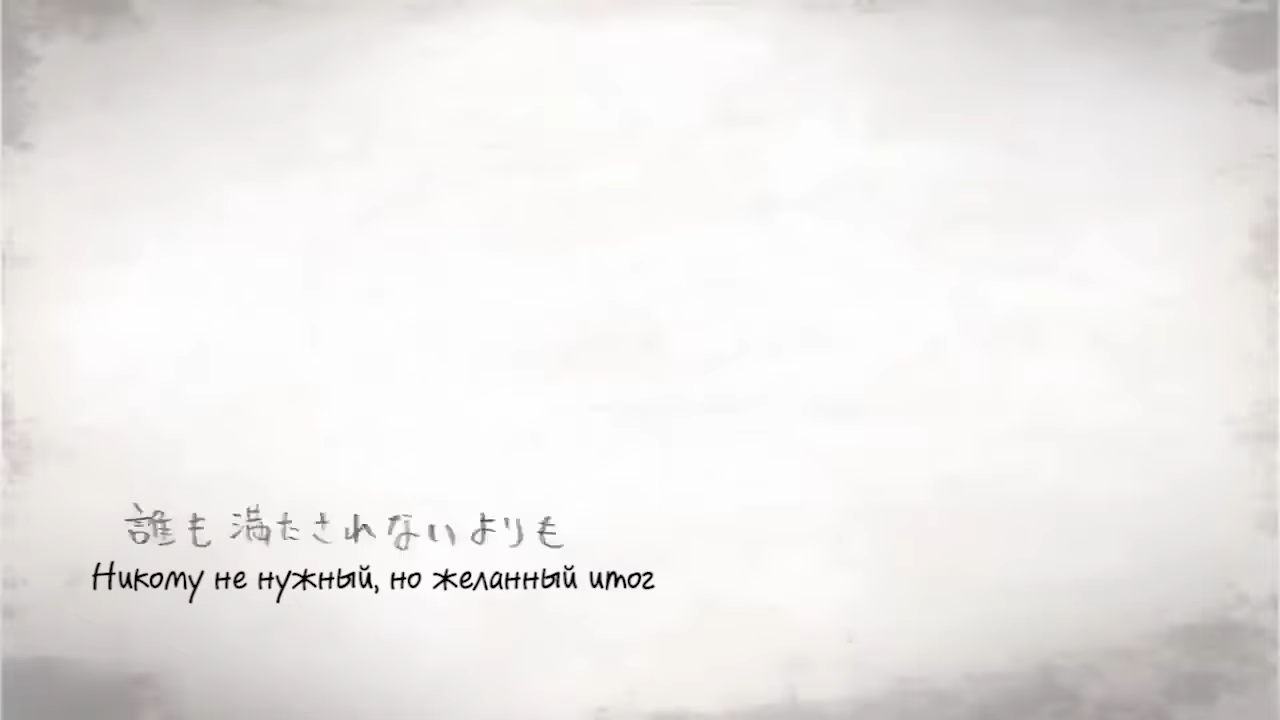 誰も満たされないよりも
Никому не нужный, но желанный итог